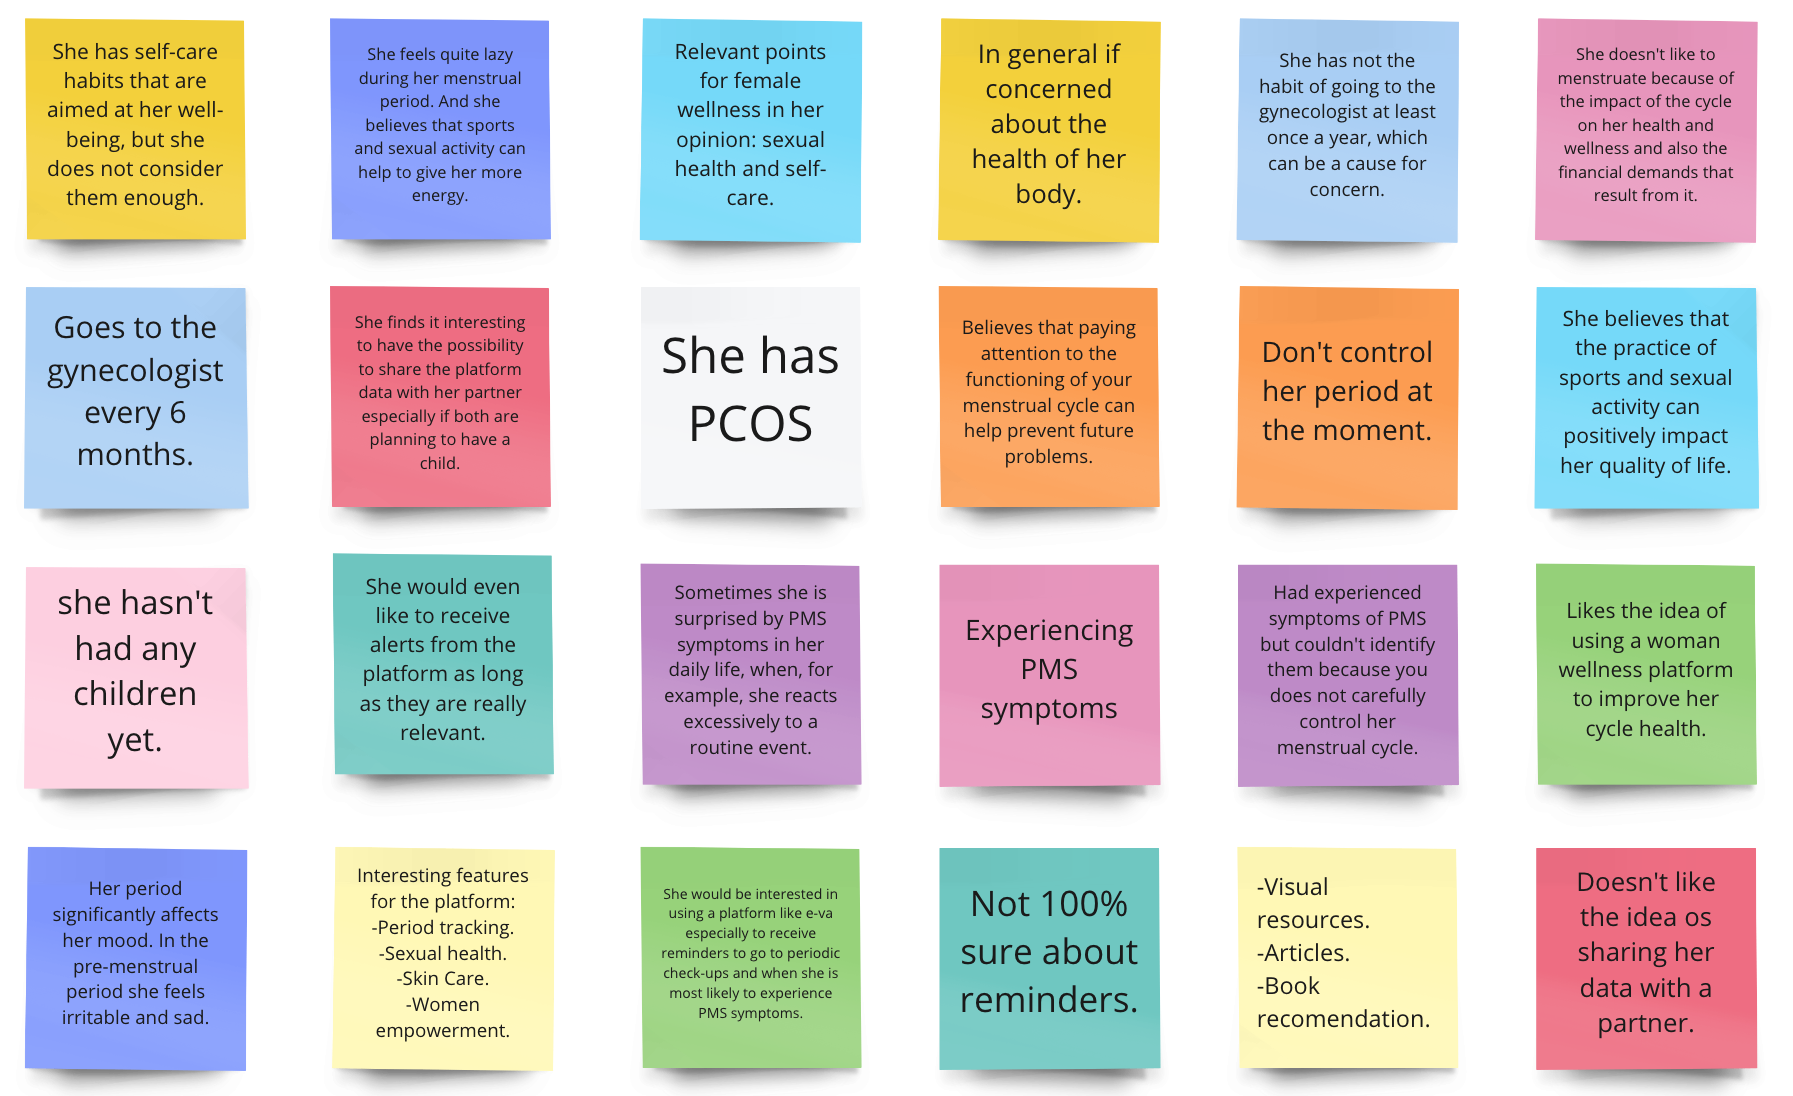 She has self-care
habits that are
aimed at her well-
being, but she
does not consider
them enough.
She feels quite lazy
during her menstrual
period. And she
believes that sports
and sexual activity can
help to give her more
energy.
Relevant points
for female
wellness in her
opinion: sexual
health and self-
care.
In general if
concerned
about the
health of her
body.
She has not the
habit of going to the
gynecologist at least
once a year, which
can be a cause for
concern.
She doesn't like to
menstruate because of
the impact of the cycle
on her health and
wellness and also the
financial demands that
result from it.
Goes to the
gynecologist
every 6
months.
She finds it interesting
to have the possibility
to share the platform
data with her partner
especially if both are
planning to have a
child.
She has
PCOS
Believes that paying
attention to the
functioning of your
menstrual cycle can
help prevent future
problems.
Don't control
her period at
the moment.
She believes that
the practice of
sports and sexual
activity can
positively impact
her quality of life.
she hasn't
had any
children
yet.
She would even
like to receive
alerts from the
platform as long
as they are really
relevant.
Sometimes she is
surprised by PMS
symptoms in her
daily life, when, for
example, she reacts
excessively to a
routine event.
Experiencing
PMS
symptoms
Had experienced
symptoms of PMS
but couldn't identify
them because you
does not carefully
control her
menstrual cycle.
Likes the idea of
using a woman
wellness platform
to improve her
cycle health.
Her period
significantly affects
her mood. In the
pre-menstrual
period she feels
irritable and sad.
Interesting features
for the platform:
-Period tracking.
-Sexual health.
-Skin Care.
-Women
empowerment.
She would be interested in
using a platform like e-va
especially to receive
reminders to go to periodic
check-ups and when she is
most likely to experience
PMS symptoms.
Not 100%
sure about
reminders.
-Visual
resources.
-Articles.
-Book
recomendation.
Doesn't like
the idea os
sharing her
data with a
partner.